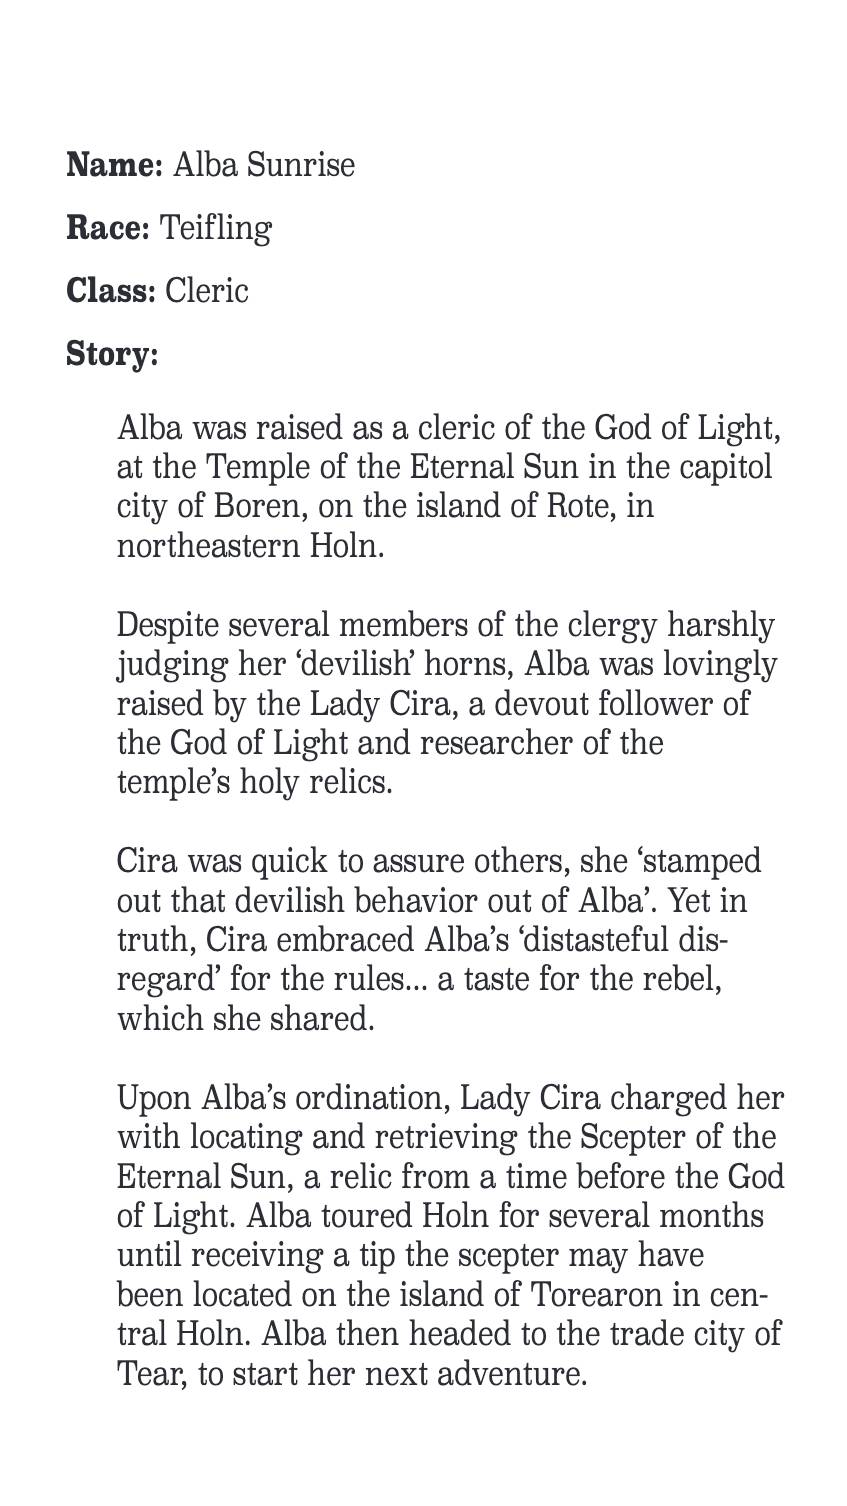 Name: Alba Sunrise
Race: Teifling
Class: Cleric
Story:
Alba was raised as a cleric of the God of Light,
at the Temple of the Eternal Sun in the capitol
city of Boren, on the island of Rote, in
northeastern Holn.
Despite several members of the clergy harshly
judging her ‘devilish’ horns, Alba was lovingly
raised by the Lady Cira, a devout follower of
the God of Light and researcher of the
temple’s holy relics.
Cira was quick to assure others, she ‘stamped
out that devilish behavior out of Alba’. Yet in
truth, Cira embraced Alba’s ‘distasteful dis-
regard’ for the rules... a taste for the rebel,
which she shared.
Upon Alba’s ordination, Lady Cira charged her
with locating and retrieving the Scepter of the
Eternal Sun, a relic from a time before the God
of Light. Alba toured Holn for several months
until receiving a tip the scepter may have
been located on the island of Torearon in cen-
tral Holn. Alba then headed to the trade city of
Tear, to start her next adventure.